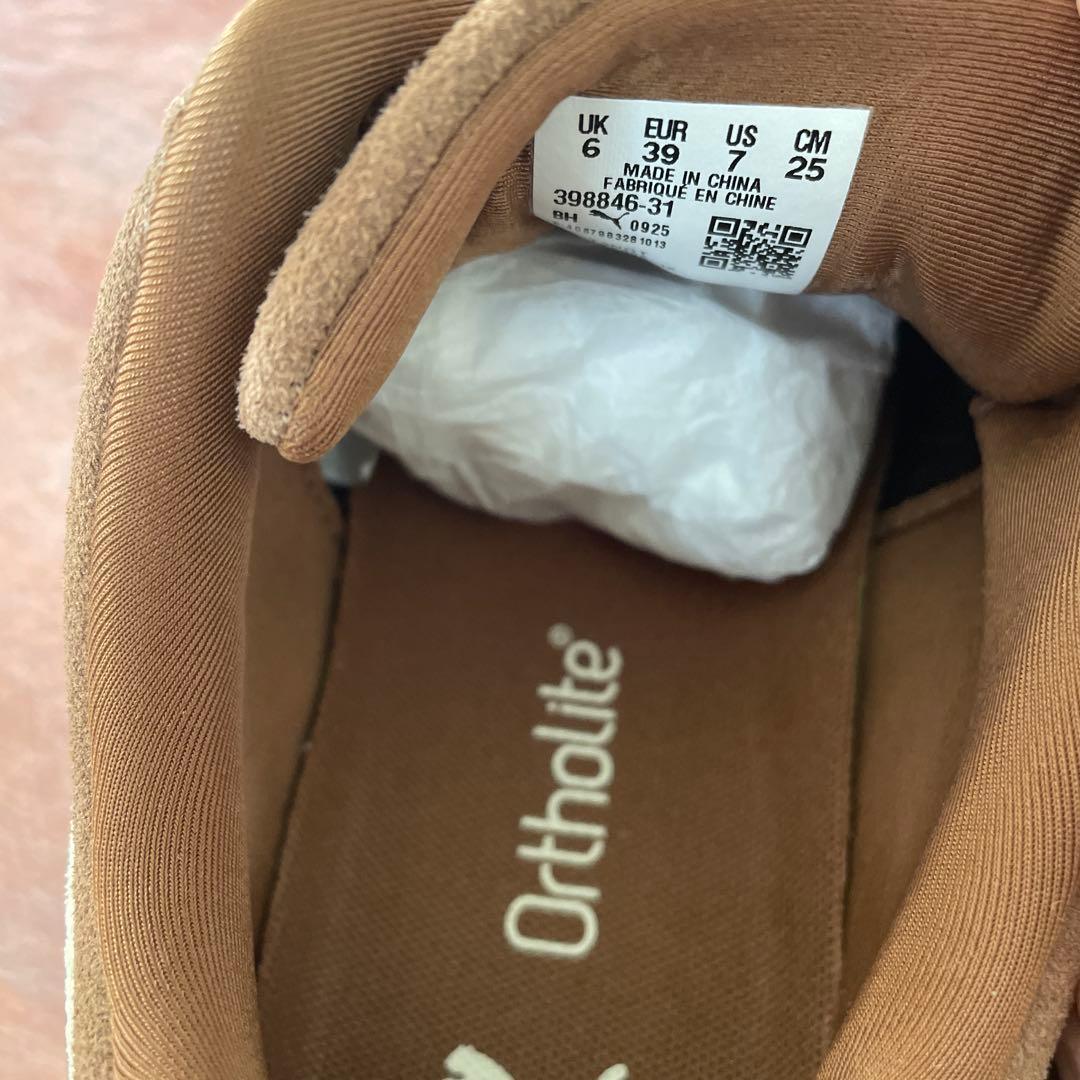 UK EUR US CM
6 39 7 25
MADE IN CHINA
FABRIQUÉ EN CHINE
398846-31
BH 0925
Ortholite®